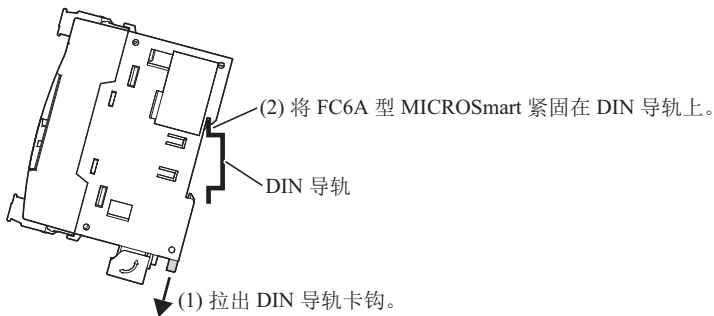 (2) 将 FC6A 型 MICROSmart 紧固在 DIN 导轨上。
DIN 导轨
(1) 拉出 DIN 导轨卡钩。